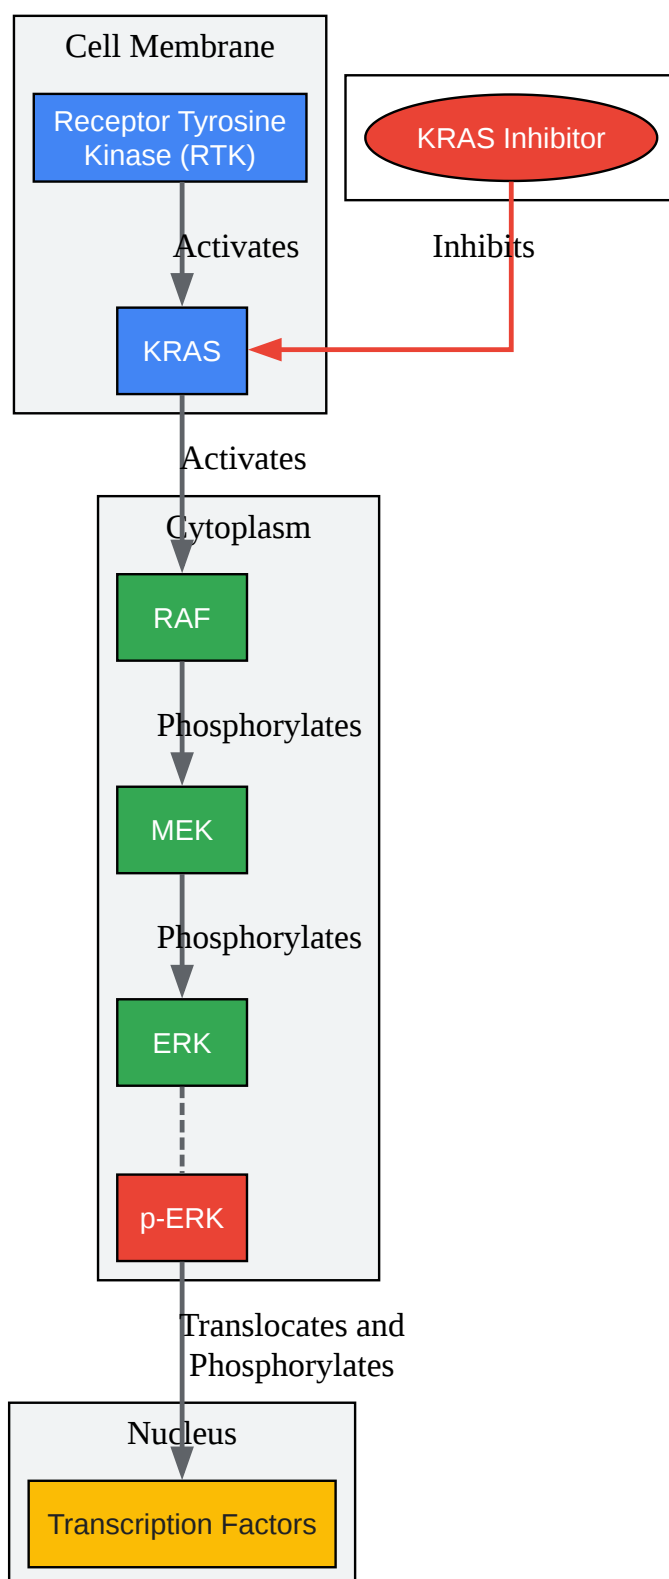 Cell Membrane
Receptor Tyrosine
Kinase (RTK)
KRAS Inhibitor
Activates
Inhibits
KRAS
Activates
Cytoplasm
RAF
Phosphorylates
MEK
Phosphorylates
ERK
p-ERK
Translocates and
Phosphorylates
Nucleus
Transcription Factors